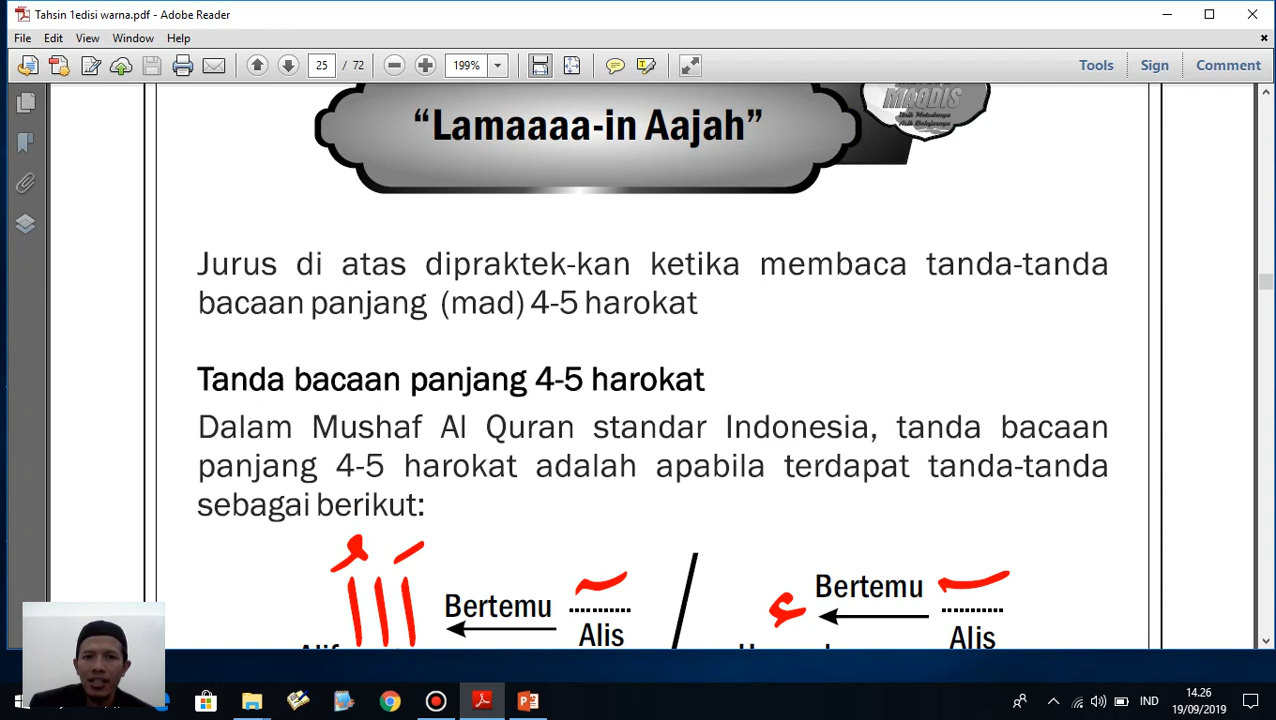 Tahsin 1edisi warna.pdf - Adobe Reader
File Edit View Window Help
25 / 72 199% Tools Sign Comment
MAQDIS
“Lamaaaa-in Aajah”
Jurus di atas dipraktek-kan ketika membaca tanda-tanda
bacaan panjang (mad) 4-5 harokat
Tanda bacaan panjang 4-5 harokat
Dalam Mushaf Al Quran standar Indonesia, tanda bacaan
panjang 4-5 harokat adalah apabila terdapat tanda-tanda
sebagai berikut:
Bertemu
Alis
ء
Bertemu
Alis
IND
14.26
19/09/2019